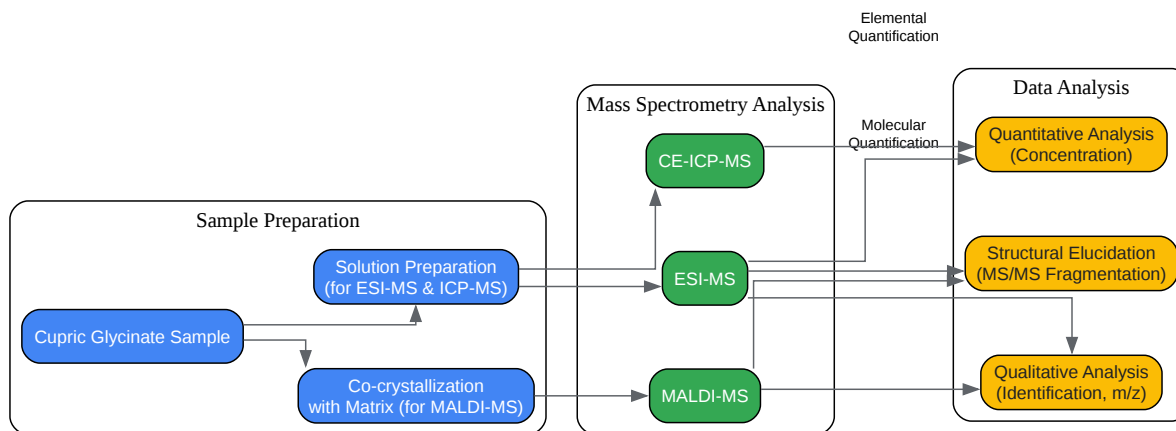 Elemental
Quantification
Data Analysis
Mass Spectrometry Analysis
Molecular
Quantification
Quantitative Analysis
(Concentration)
CE-ICP-MS
Sample Preparation
Solution Preparation
(for ESI-MS & ICP-MS)
ESI-MS
Structural Elucidation
(MS/MS Fragmentation)
Cupric Glycinate Sample
Co-crystallization
with Matrix (for MALDI-MS)
MALDI-MS
Qualitative Analysis
(Identification, m/z)